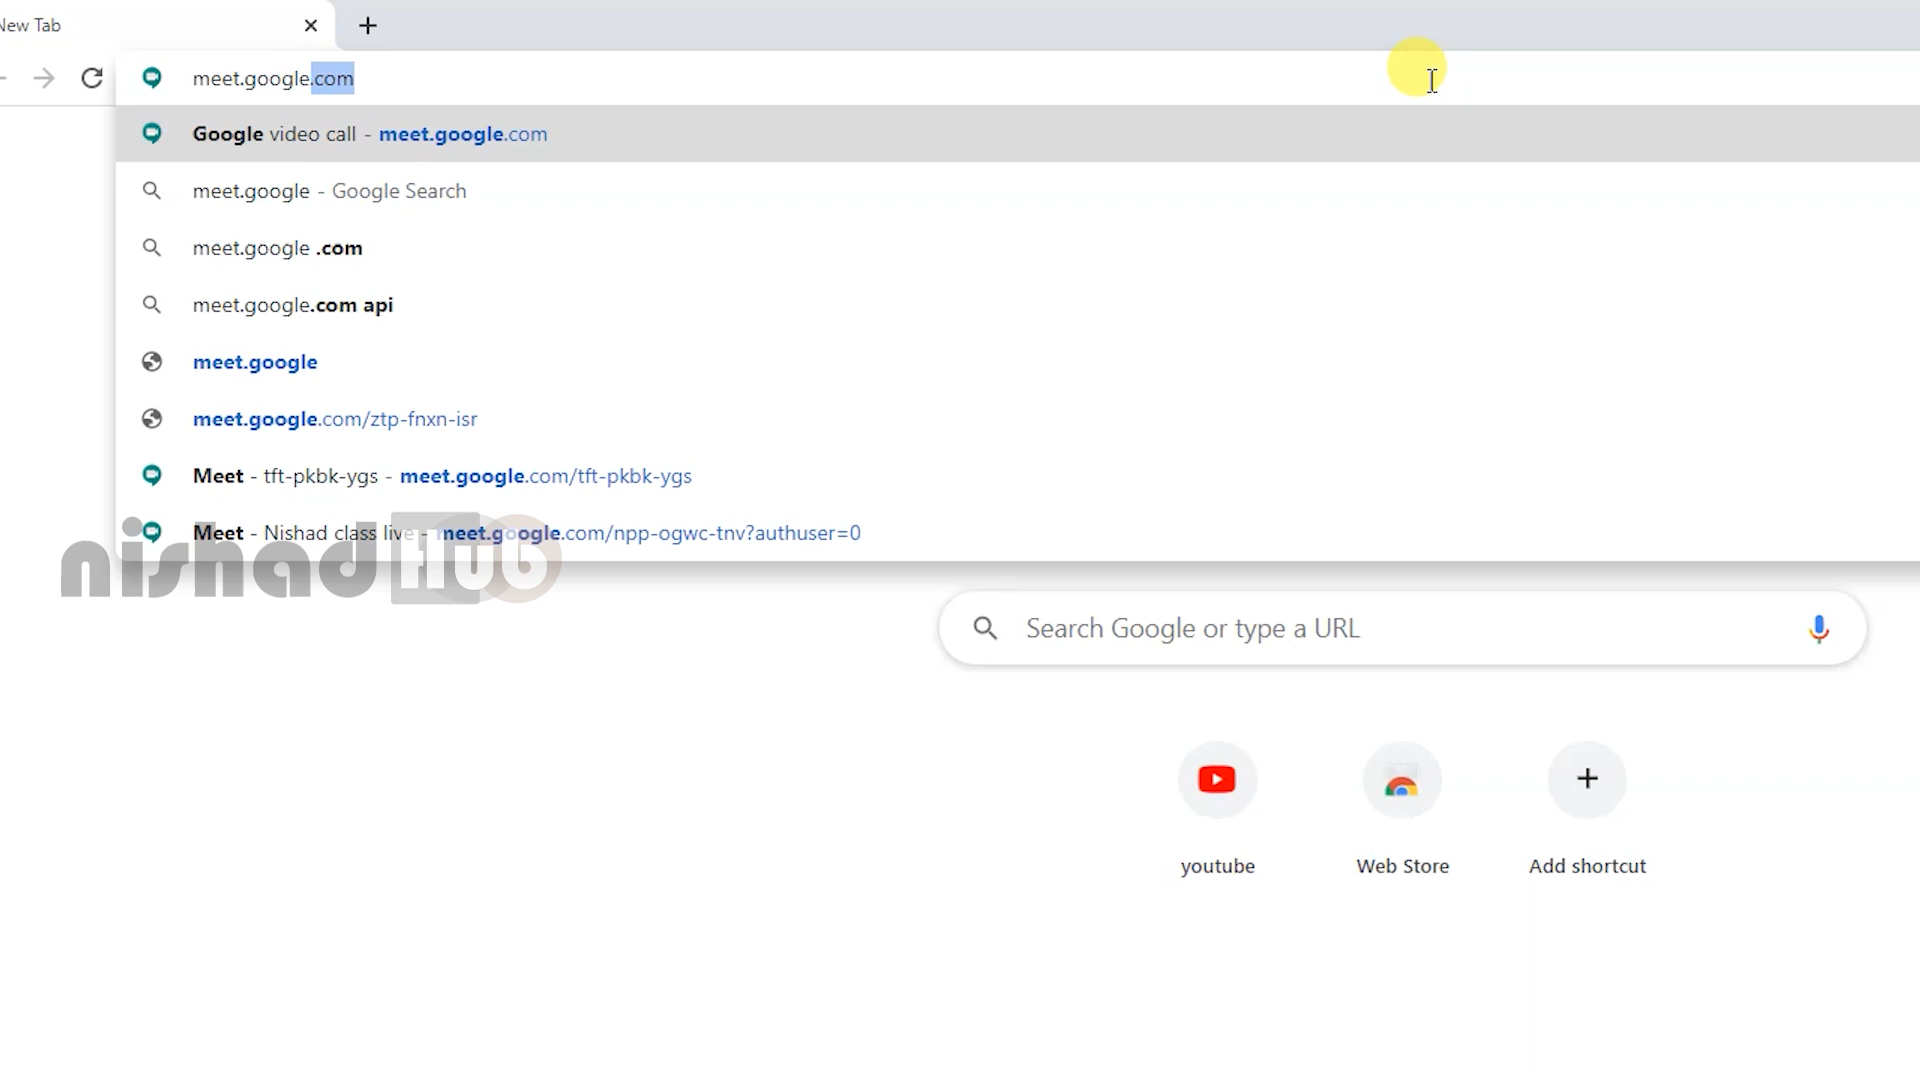 New Tab
meet.google.com
Google video call - meet.google.com
meet.google - Google Search
meet.google .com
meet.google.com api
meet.google
meet.google.com/ztp-fnxn-isr
Meet - tft-pkbk-ygs - meet.google.com/tft-pkbk-ygs
Meet - Nishad class live - meet.google.com/npp-ogwc-tnv?authuser=0
nishad Hub
Search Google or type a URL
youtube
Web Store
Add shortcut